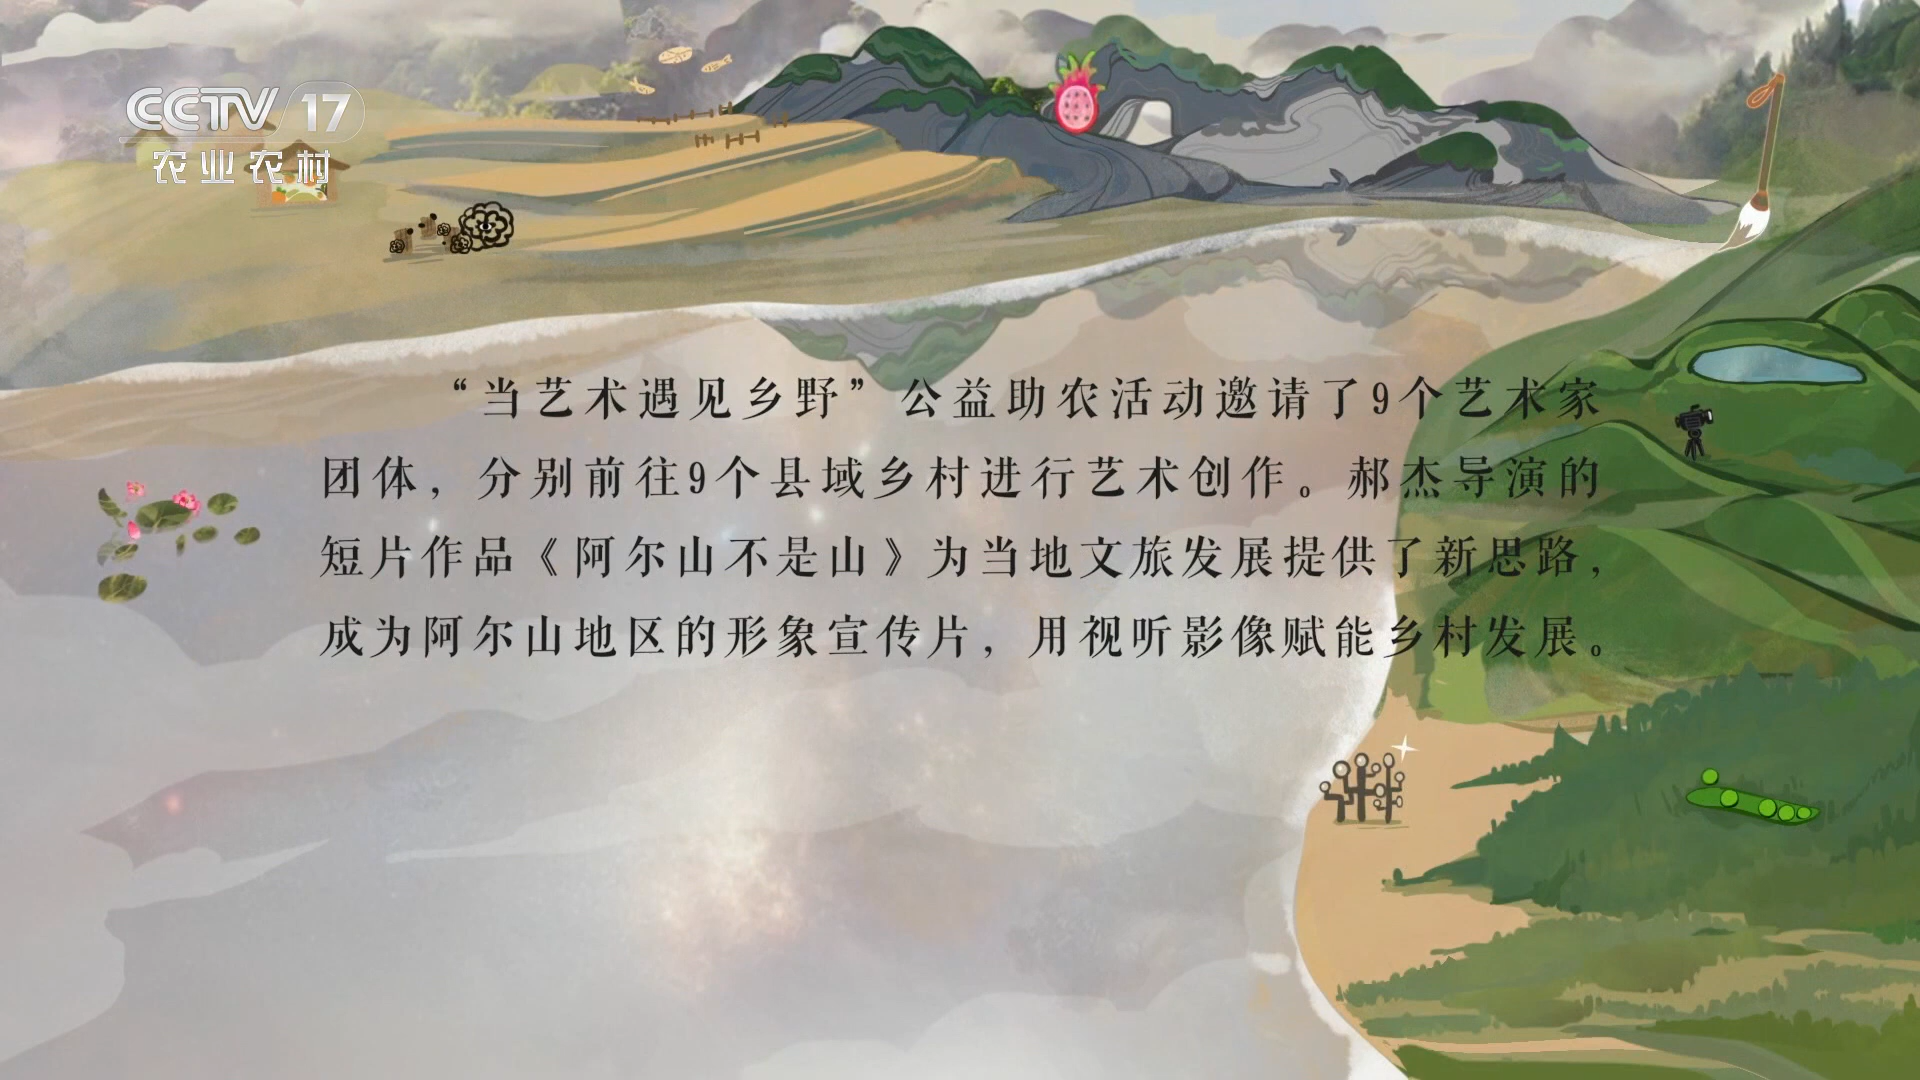 CCTV 17
农业农村
“当艺术遇见乡野”公益助农活动邀请了9个艺术家
团体，分别前往9个县域乡村进行艺术创作。郝杰导演的
短片作品《阿尔山不是山》为当地文旅发展提供了新思路，
成为阿尔山地区的形象宣传片，用视听影像赋能乡村发展。